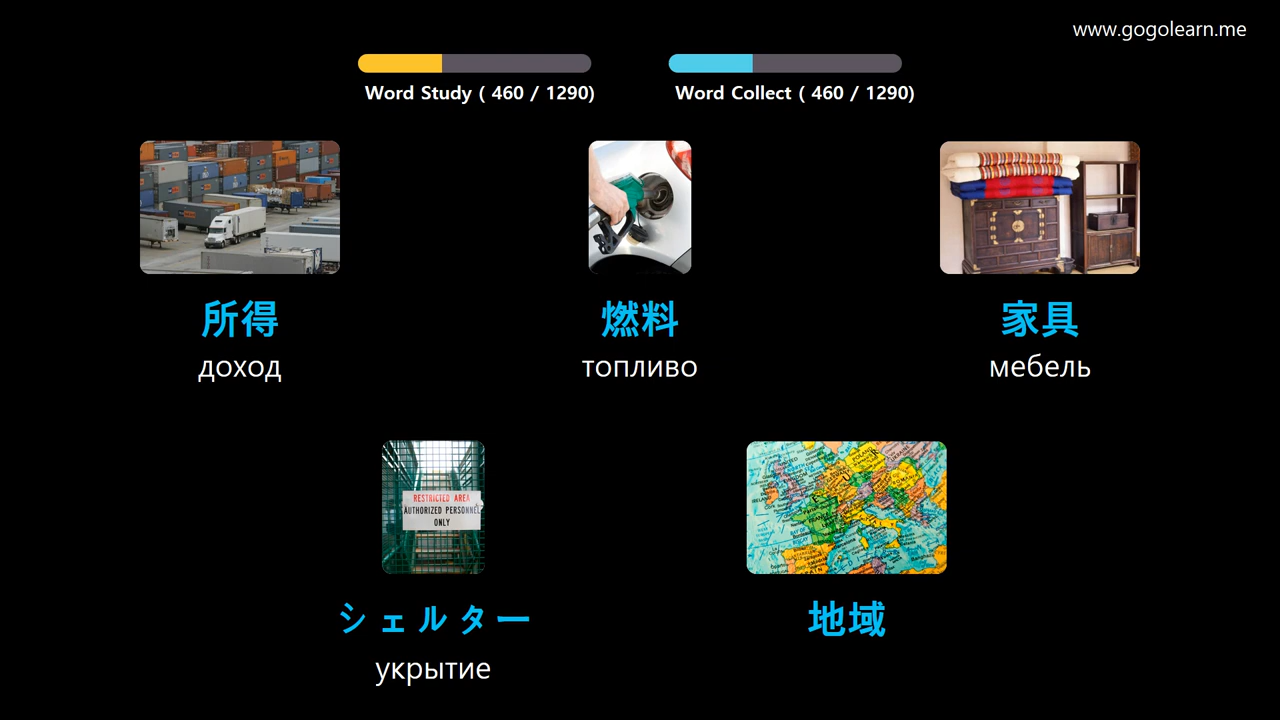 www.gogolearn.me
Word Study ( 460 / 1290)
Word Collect ( 460 / 1290)
所得
доход
燃料
топливо
家具
мебель
RESTRICTED AREA
AUTHORIZED PERSONNEL
ONLY
シェルター
укрытие
地域